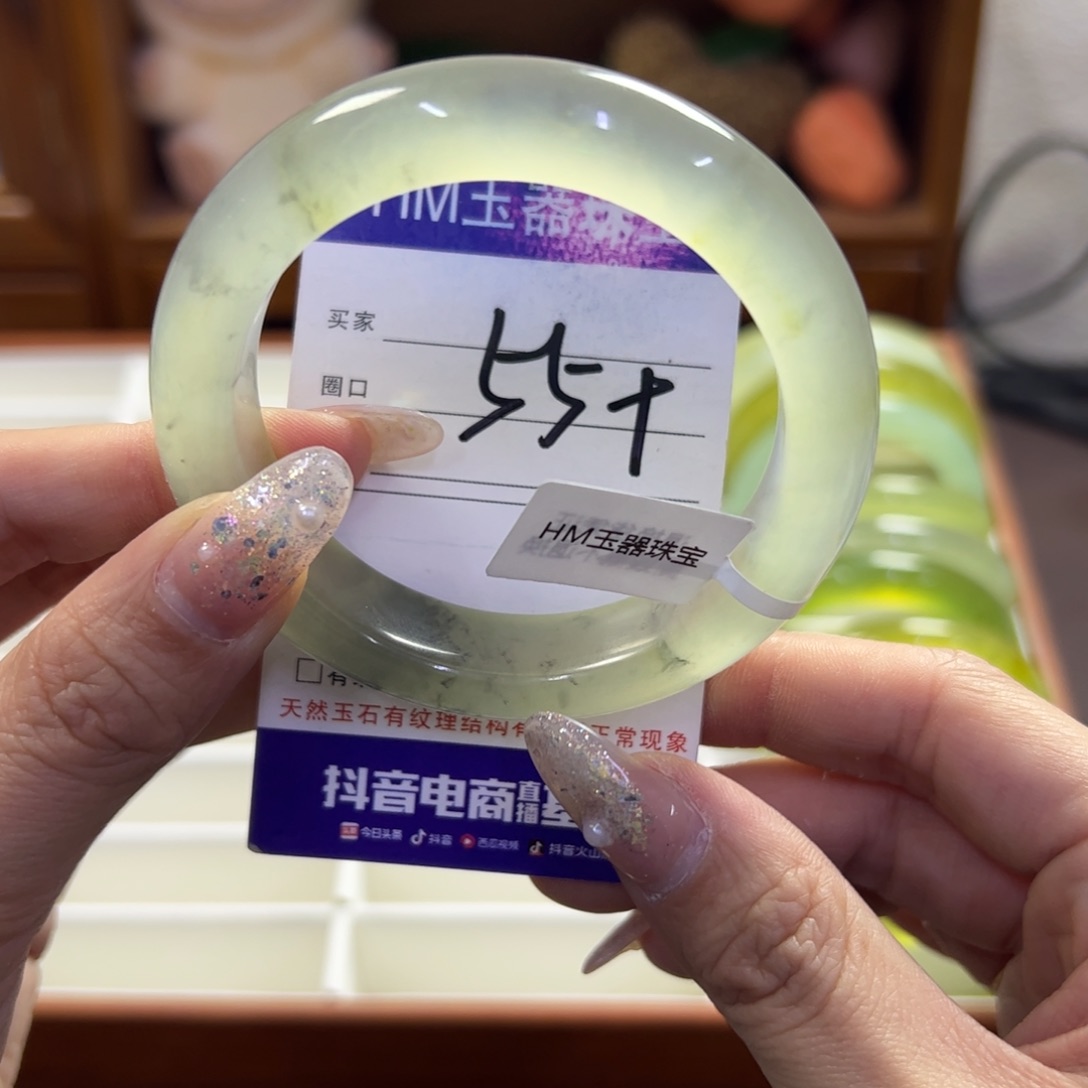 HM玉器珠宝
买家
55+
圈口
HM玉器珠宝
天然玉石有纹理结构
正常现象
抖音电商直播
今日头条 抖音 西瓜视频 抖音火山